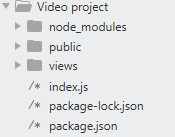 Video project
node_modules
public
views
/* index.js
/* package-lock.json
/* package.json